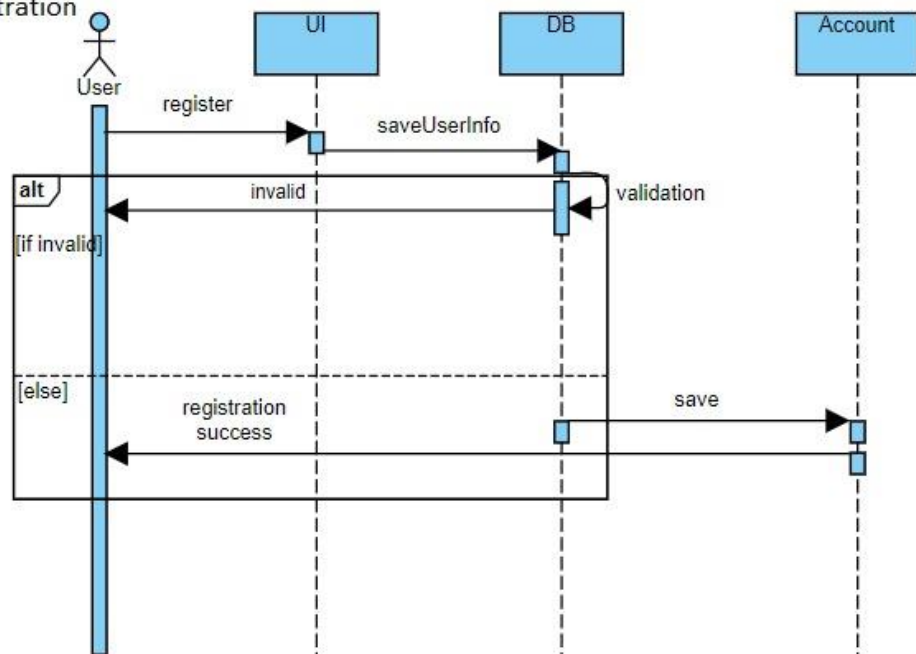 tration
User
UI
DB
Account
register
saveUserInfo
alt
invalid
validation
[if invalid]
[else]
registration
success
save